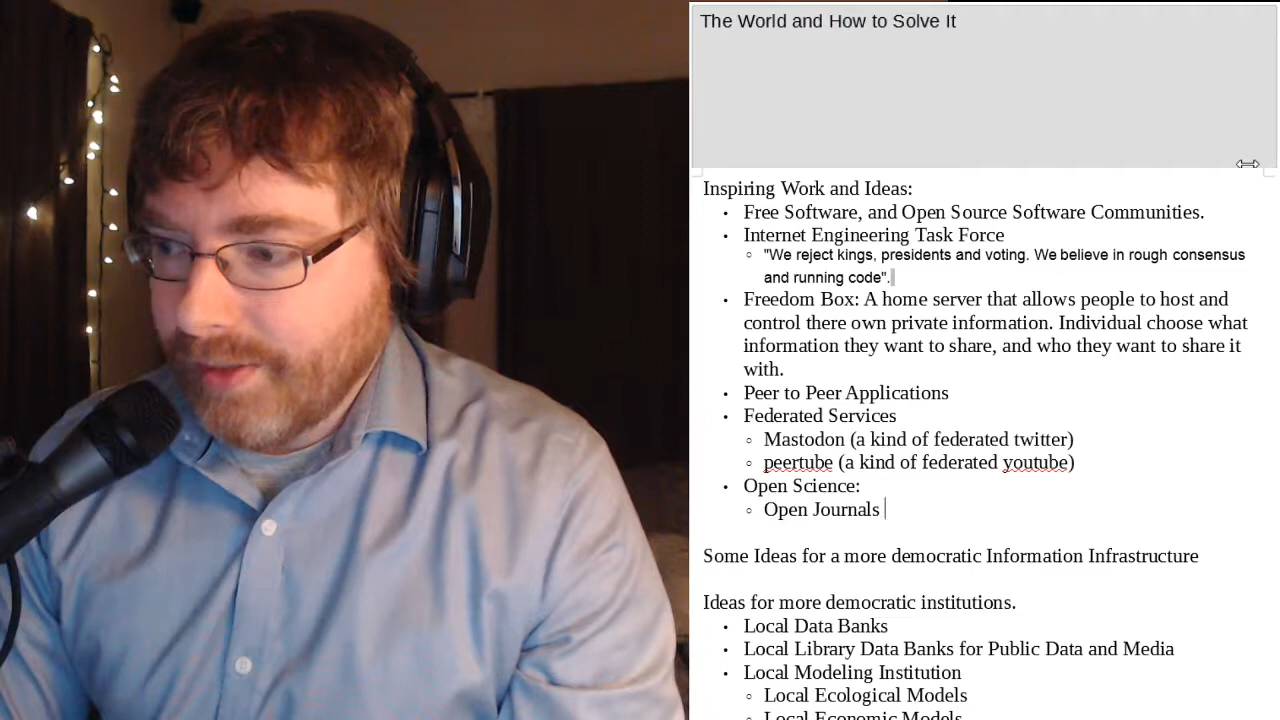 The World and How to Solve It
Inspiring Work and Ideas:
• Free Software, and Open Source Software Communities.
• Internet Engineering Task Force
◦ "We reject kings, presidents and voting. We believe in rough consensus
and running code".
• Freedom Box: A home server that allows people to host and
control there own private information. Individual choose what
information they want to share, and who they want to share it
with.
• Peer to Peer Applications
• Federated Services
◦ Mastodon (a kind of federated twitter)
◦ peertube (a kind of federated youtube)
• Open Science:
◦ Open Journals
Some Ideas for a more democratic Information Infrastructure
Ideas for more democratic institutions.
• Local Data Banks
• Local Library Data Banks for Public Data and Media
• Local Modeling Institution
◦ Local Ecological Models
◦ Local Economic Models